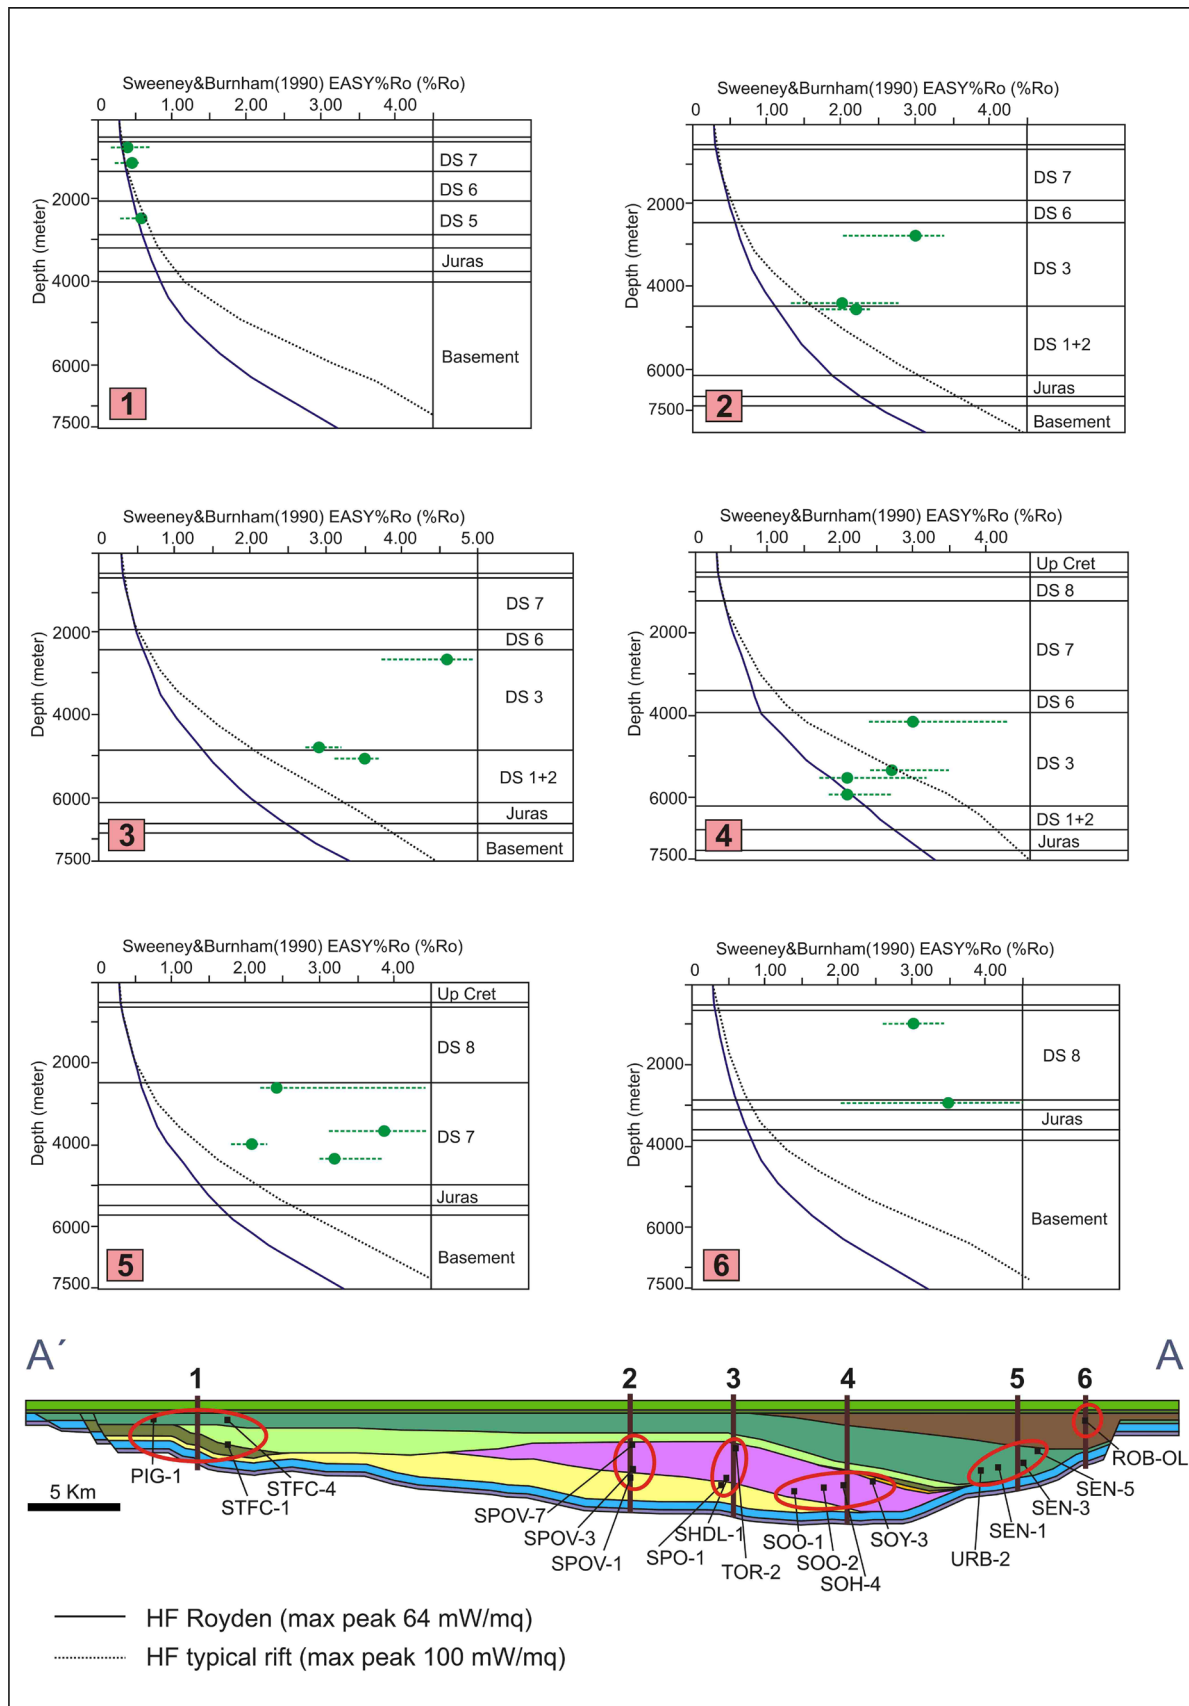 Sweeney&Burnham(1990) EASY%Ro (%Ro)
0 1.00 2.00 3.00 4.00
Depth (meter)
2000
4000
6000
7500
DS 7
DS 6
DS 5
Juras
Basement
1
Sweeney&Burnham(1990) EASY%Ro (%Ro)
0 1.00 2.00 3.00 4.00
Depth (meter)
2000
4000
6000
7500
DS 7
DS 6
DS 3
DS 1+2
Juras
Basement
2
Sweeney&Burnham(1990) EASY%Ro (%Ro)
0 1.00 2.00 3.00 4.00 5.00
Depth (meter)
2000
4000
6000
7500
DS 7
DS 6
DS 3
DS 1+2
Juras
Basement
3
Sweeney&Burnham(1990) EASY%Ro (%Ro)
0 1.00 2.00 3.00 4.00
Depth (meter)
2000
4000
6000
7500
Up Cret
DS 8
DS 7
DS 6
DS 3
DS 1+2
Juras
4
Sweeney&Burnham(1990) EASY%Ro (%Ro)
0 1.00 2.00 3.00 4.00
Depth (meter)
2000
4000
6000
7500
Up Cret
DS 8
DS 7
Juras
Basement
5
Sweeney&Burnham(1990) EASY%Ro (%Ro)
0 1.00 2.00 3.00 4.00
Depth (meter)
2000
4000
6000
7500
DS 8
Juras
Basement
6
A´ A
1 2 3 4 5 6
PIG-1
STFC-1
STFC-4
SPOV-7
SPOV-3
SPOV-1
SPO-1
SHDL-1
TOR-2
SOO-1
SOO-2
SOH-4
SOY-3
URB-2
SEN-1
SEN-3
SEN-5
ROB-OL
5 Km
HF Royden (max peak 64 mW/mq)
HF typical rift (max peak 100 mW/mq)